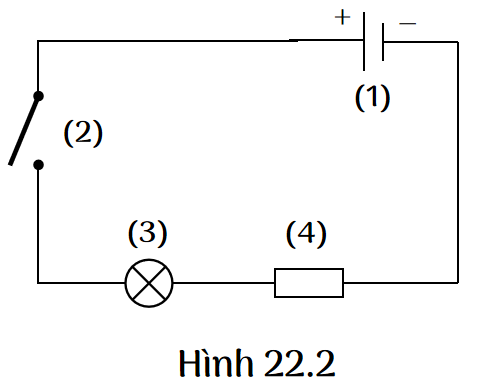 + −
(1)
(2)
(3) (4)
Hình 22.2